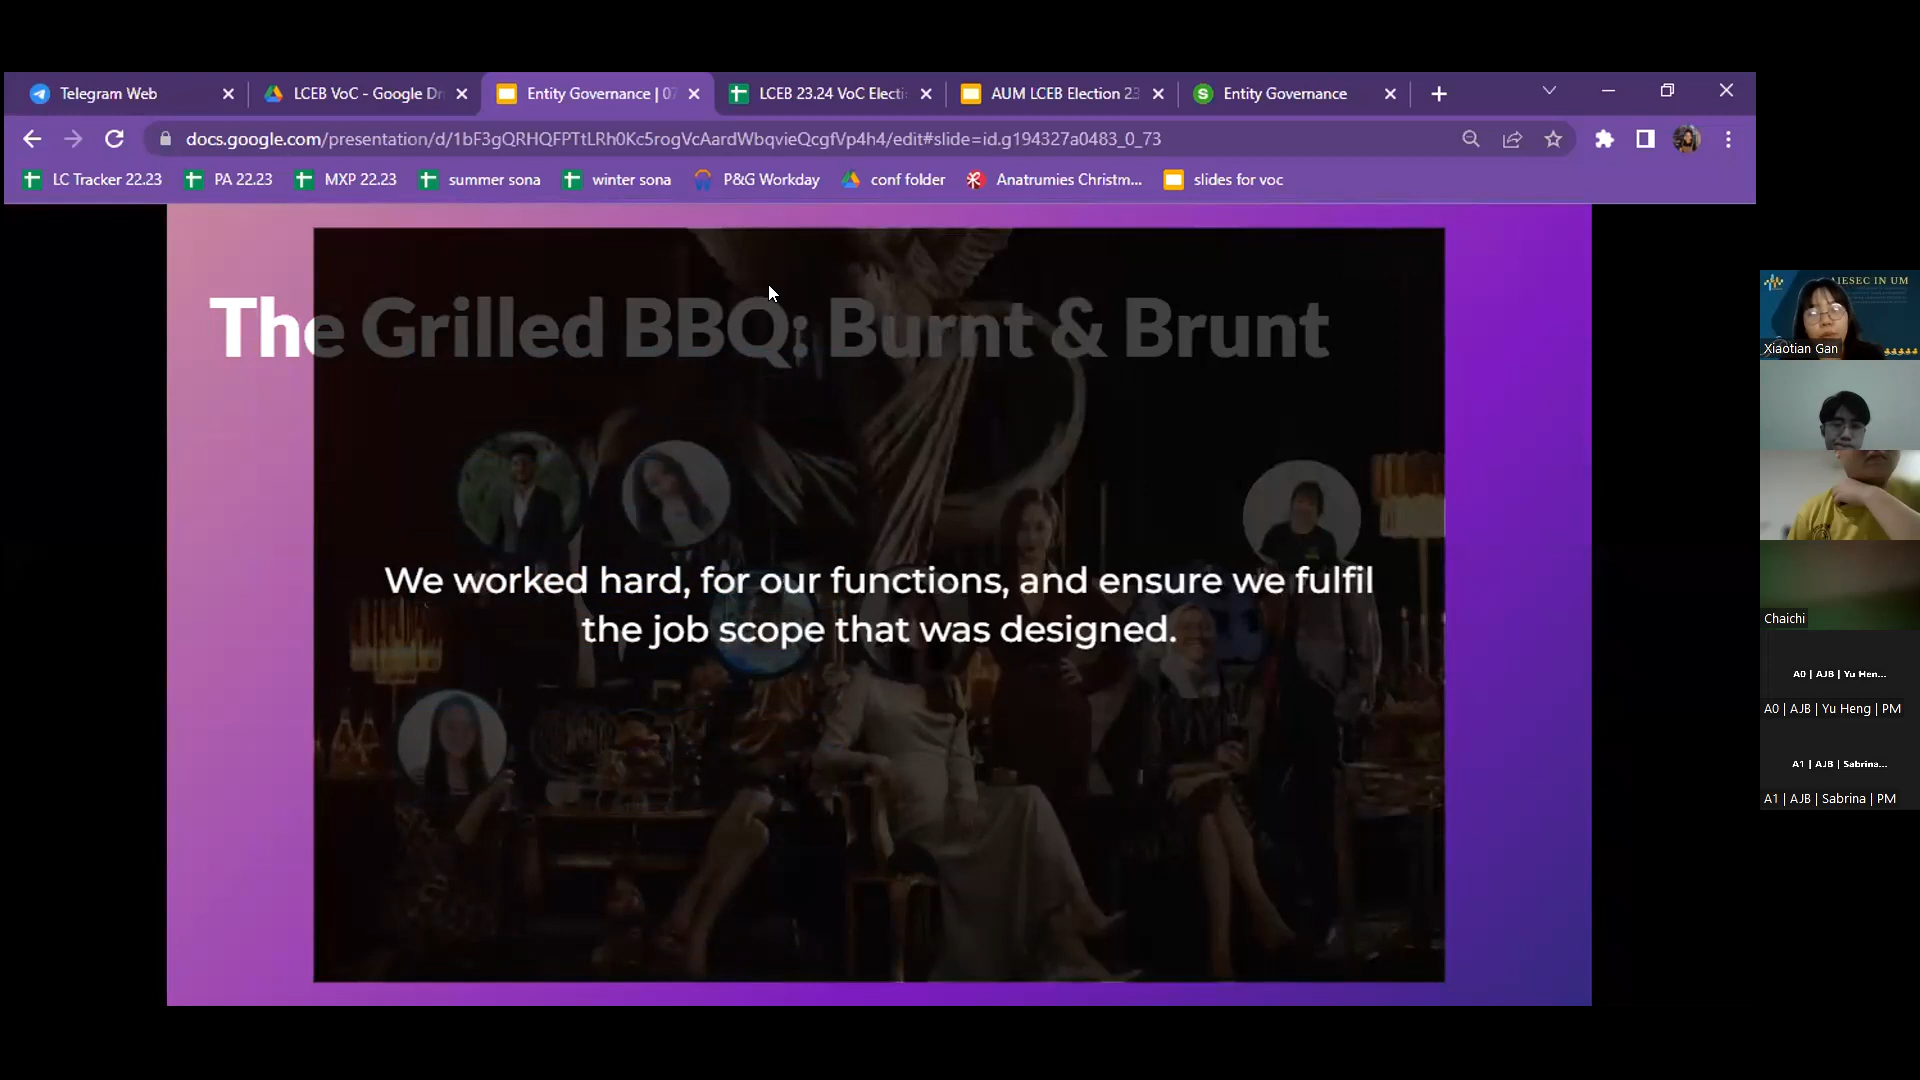 Telegram Web
LCEB VoC - Google Dr
Entity Governance | 07
LCEB 23.24 VoC Electi
AUM LCEB Election 23
Entity Governance
docs.google.com/presentation/d/1bF3gQRHQFPTtLRh0Kc5rogVcAardWbqvieQcgfVp4h4/edit#slide=id.g194327a0483_0_73
LC Tracker 22.23
PA 22.23
MXP 22.23
summer sona
winter sona
P&G Workday
conf folder
Anatrumies Christm...
slides for voc
The Grilled BBQ: Burnt & Brunt
We worked hard, for our functions, and ensure we fulfil
the job scope that was designed.
AIESEC IN UM
Xiaotian Gan
Chaichi
A0 | AJB | Yu Hen...
A0 | AJB | Yu Heng | PM
A1 | AJB | Sabrina...
A1 | AJB | Sabrina | PM